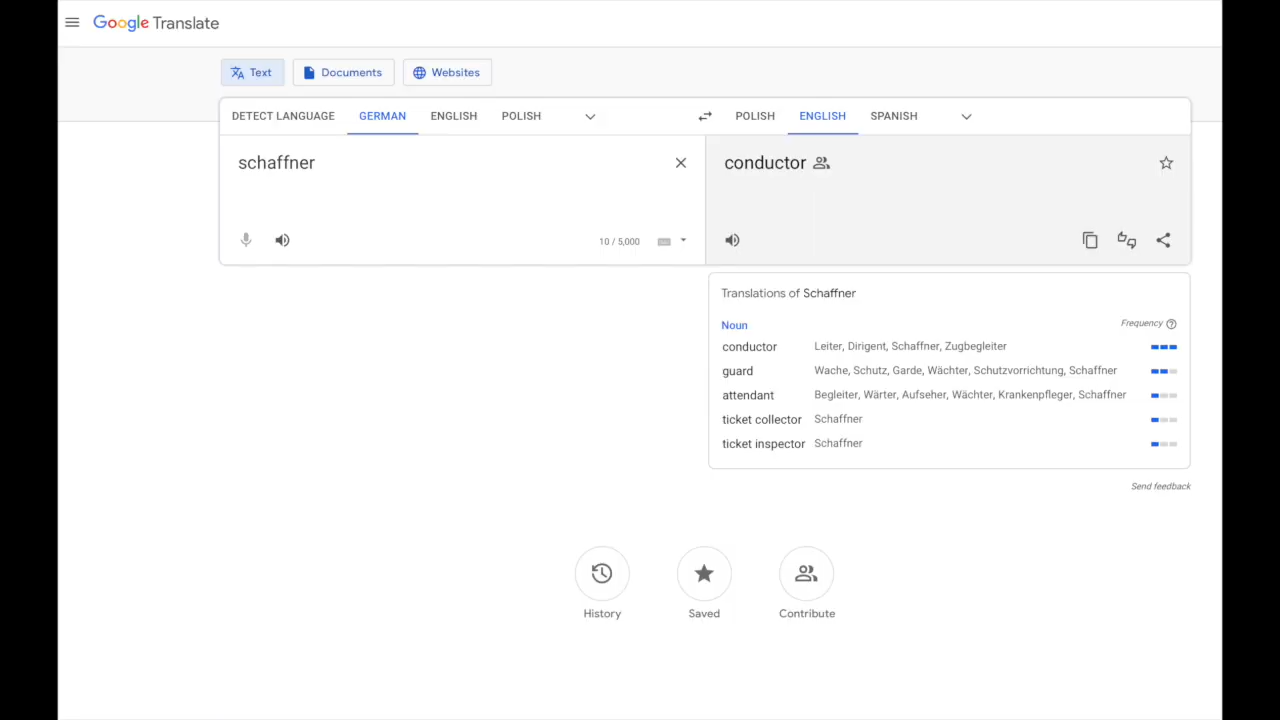 Google Translate
Text Documents Websites
DETECT LANGUAGE GERMAN ENGLISH POLISH POLISH ENGLISH SPANISH
schaffner conductor
10 / 5,000
Translations of Schaffner
Noun Frequency
conductor Leiter, Dirigent, Schaffner, Zugbegleiter
guard Wache, Schutz, Garde, Wächter, Schutzvorrichtung, Schaffner
attendant Begleiter, Wärter, Aufseher, Wächter, Krankenpfleger, Schaffner
ticket collector Schaffner
ticket inspector Schaffner
Send feedback
History Saved Contribute